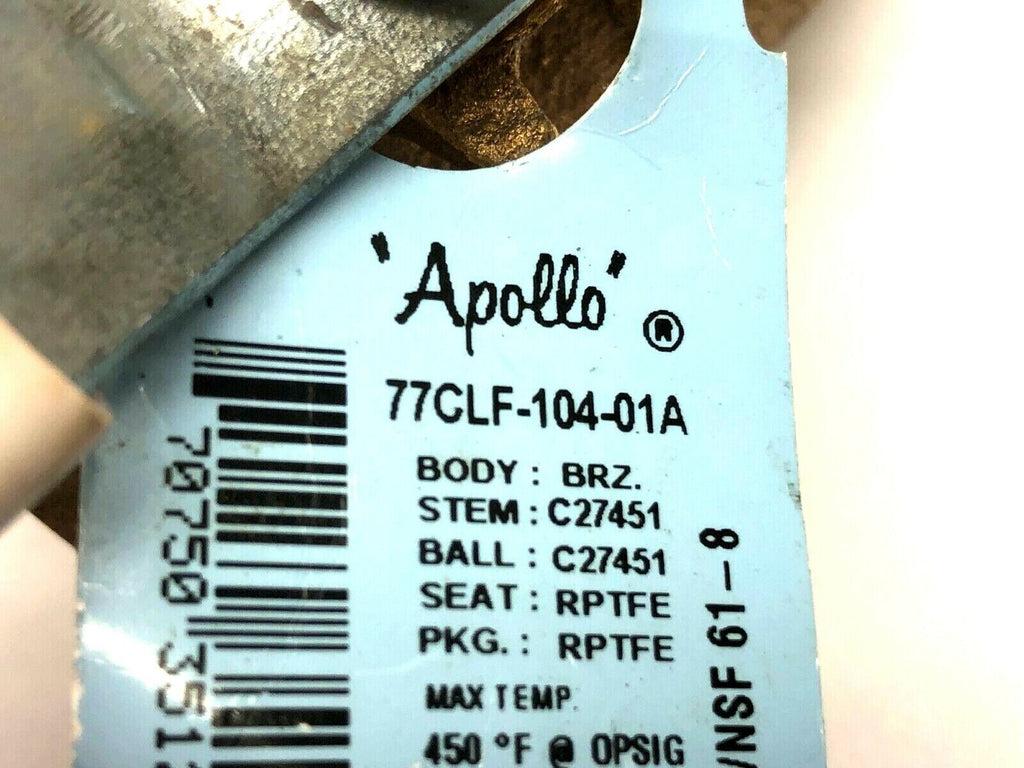 "Apollo" ®
77CLF-104-01A
BODY : BRZ.
STEM : C27451
BALL : C27451
SEAT : RPTFE
PKG. : RPTFE
MAX TEMP.
450 °F @ 0PSIG
/NSF 61-8
70750 351